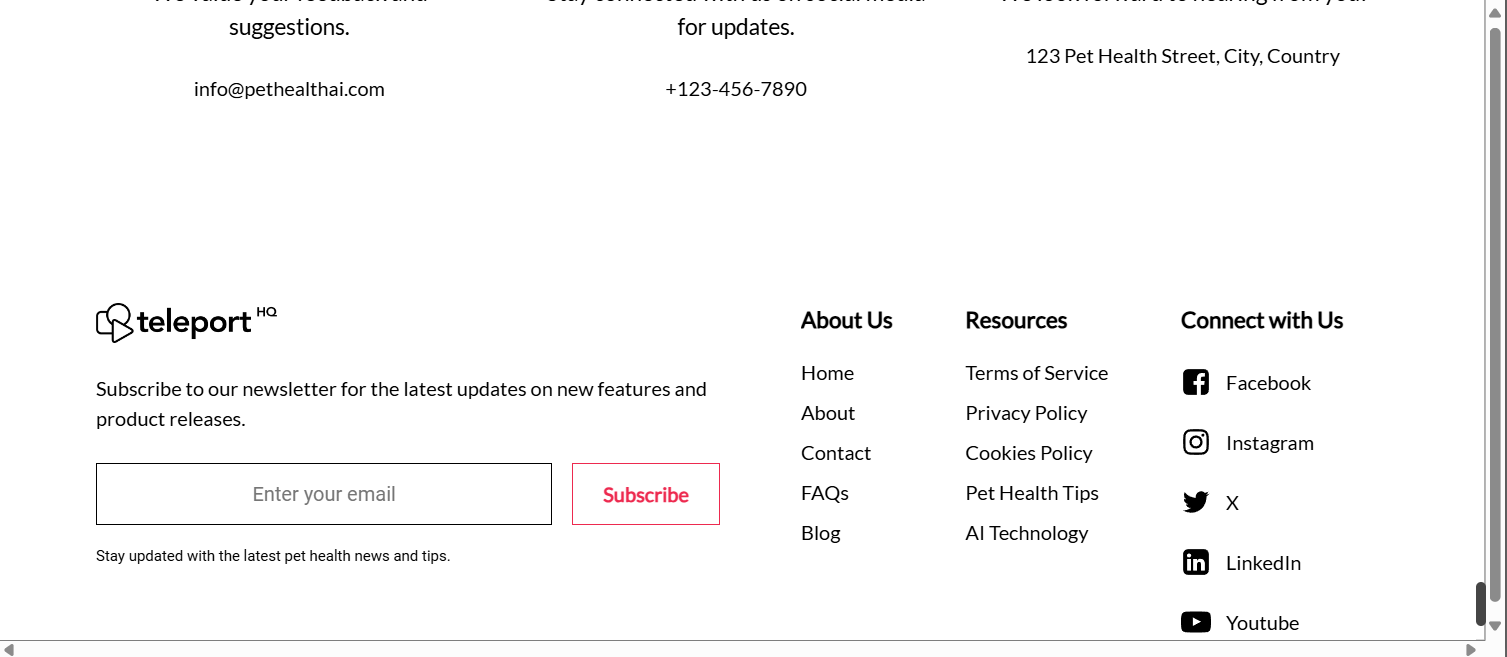 suggestions.
info@pethealthai.com
for updates.
+123-456-7890
123 Pet Health Street, City, Country
teleport HQ
Subscribe to our newsletter for the latest updates on new features and
product releases.
Enter your email
Subscribe
Stay updated with the latest pet health news and tips.
About Us
Home
About
Contact
FAQs
Blog
Resources
Terms of Service
Privacy Policy
Cookies Policy
Pet Health Tips
AI Technology
Connect with Us
Facebook
Instagram
X
LinkedIn
Youtube